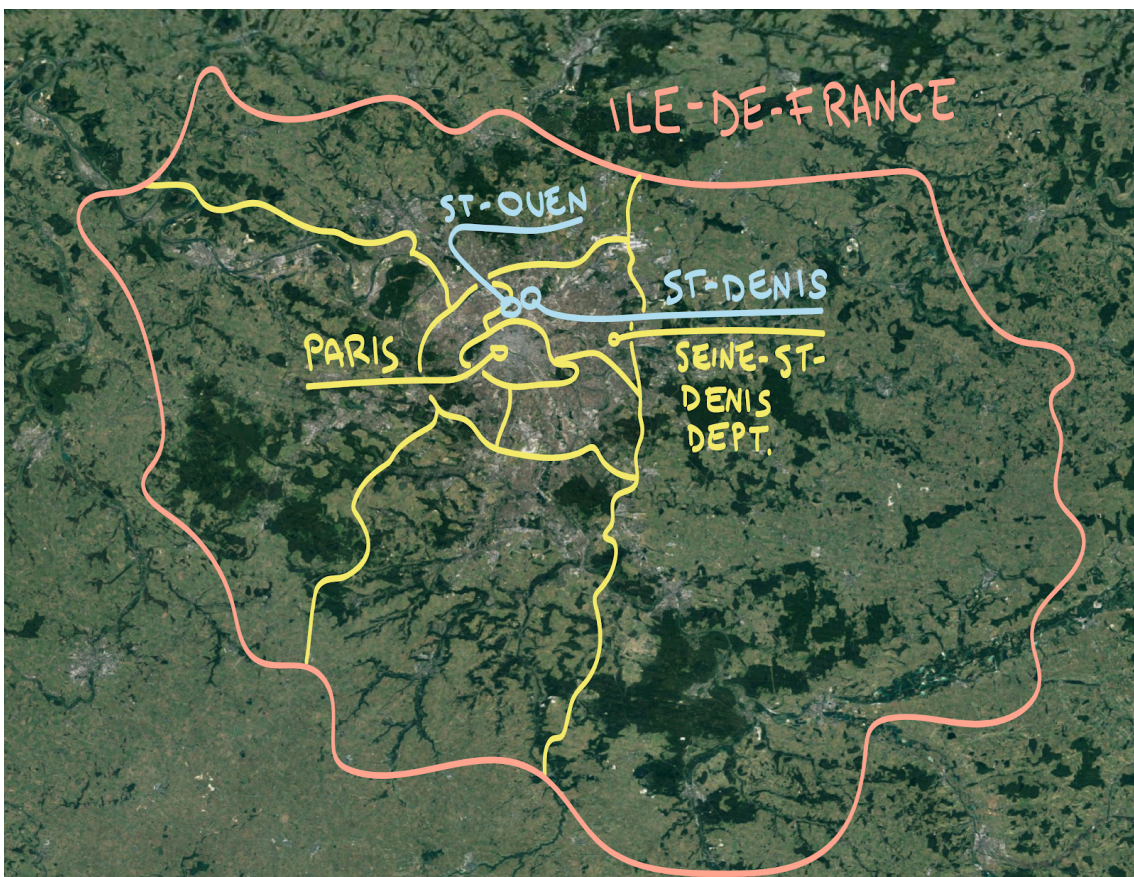 ILE-DE-FRANCE
ST-OUEN
ST-DENIS
PARIS
SEINE-ST-
DENIS
DEPT.